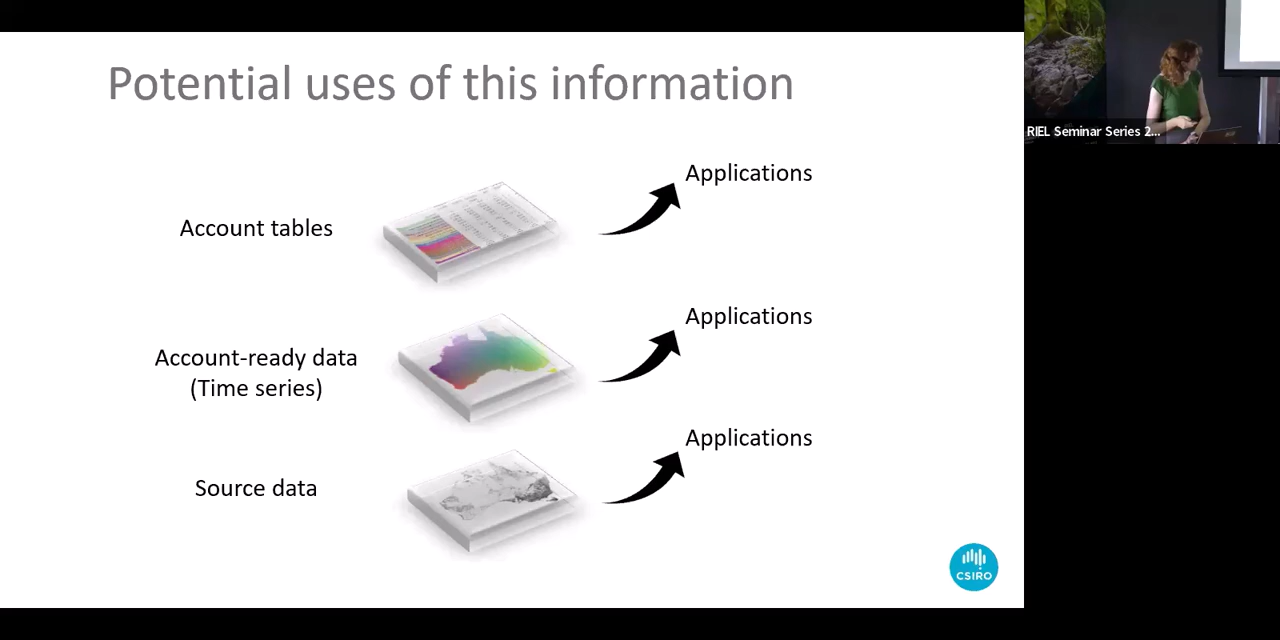 Potential uses of this information
Applications
Account tables
Applications
Account-ready data
(Time series)
Applications
Source data
CSIRO
RIEL Seminar Series 2...